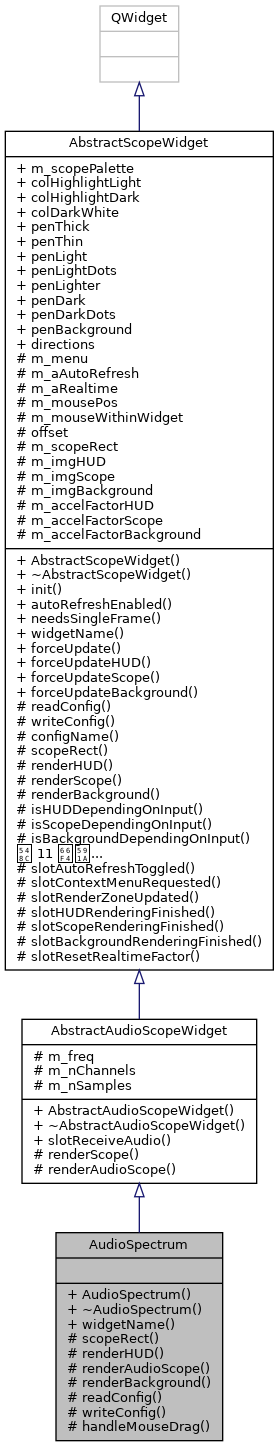 QWidget
AbstractScopeWidget
+ m_scopePalette
+ colHighlightLight
+ colHighlightDark
+ colDarkWhite
+ penThick
+ penThin
+ penLight
+ penLightDots
+ penLighter
+ penDark
+ penDarkDots
+ penBackground
+ directions
# m_menu
# m_aAutoRefresh
# m_aRealtime
# m_mousePos
# m_mouseWithinWidget
# offset
# m_scopeRect
# m_imgHUD
# m_imgScope
# m_imgBackground
# m_accelFactorHUD
# m_accelFactorScope
# m_accelFactorBackground
+ AbstractScopeWidget()
+ ~AbstractScopeWidget()
+ init()
+ autoRefreshEnabled()
+ needsSingleFrame()
+ widgetName()
+ forceUpdate()
+ forceUpdateHUD()
+ forceUpdateScope()
+ forceUpdateBackground()
# readConfig()
# writeConfig()
# configName()
# scopeRect()
# renderHUD()
# renderScope()
# renderBackground()
# isHUDDependingOnInput()
# isScopeDependingOnInput()
# isBackgroundDependingOnInput()
11 ...
# slotAutoRefreshToggled()
# slotContextMenuRequested()
# slotRenderZoneUpdated()
# slotHUDRenderingFinished()
# slotScopeRenderingFinished()
# slotBackgroundRenderingFinished()
# slotResetRealtimeFactor()
AbstractAudioScopeWidget
# m_freq
# m_nChannels
# m_nSamples
+ AbstractAudioScopeWidget()
+ ~AbstractAudioScopeWidget()
+ slotReceiveAudio()
# renderScope()
# renderAudioScope()
AudioSpectrum
+ AudioSpectrum()
+ ~AudioSpectrum()
+ widgetName()
# scopeRect()
# renderHUD()
# renderAudioScope()
# renderBackground()
# readConfig()
# writeConfig()
# handleMouseDrag()